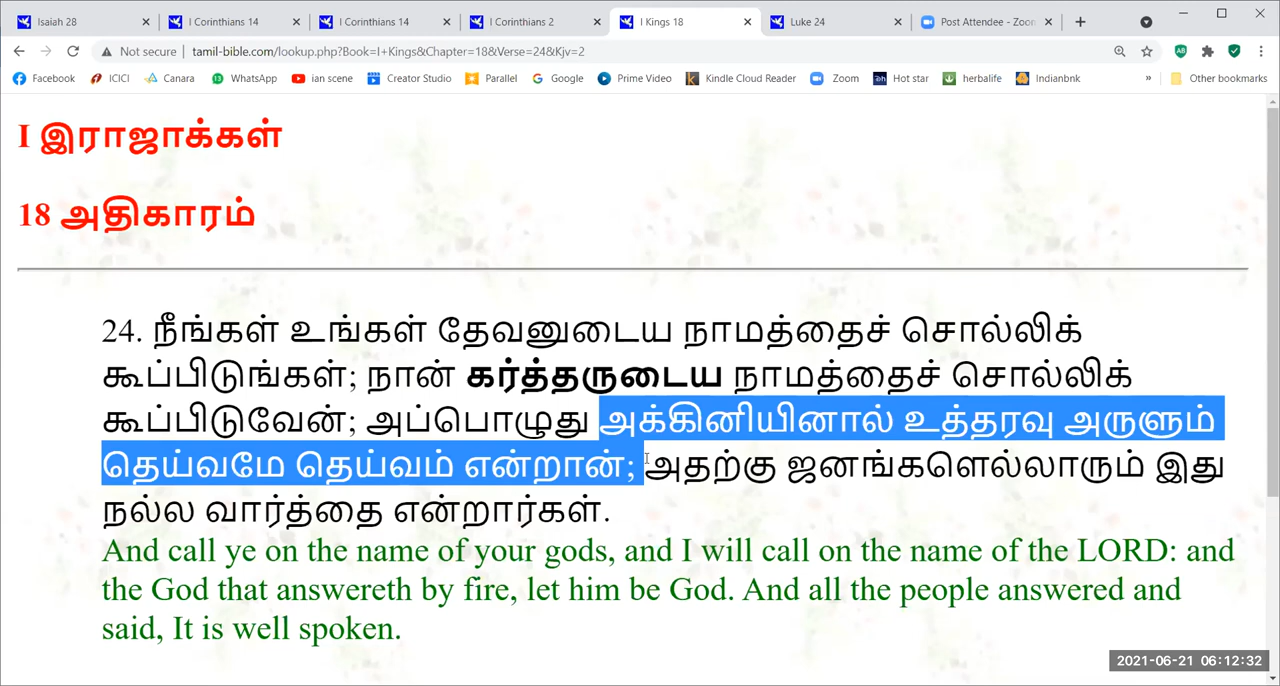 Isaiah 28
I Corinthians 14
I Corinthians 14
I Corinthians 2
I Kings 18
Luke 24
Post Attendee - Zoon
Not secure
tamil-bible.com/lookup.php?Book=I+Kings&Chapter=18&Verse=24&Kjv=2
Facebook
ICICI
Canara
WhatsApp
ian scene
Creator Studio
Parallel
Google
Prime Video
Kindle Cloud Reader
Zoom
Hot star
herbalife
Indianbnk
»
Other bookmarks
I இராஜாக்கள்
18 அதிகாரம்
24. நீங்கள் உங்கள் தேவனுடைய நாமத்தைச் சொல்லிக்
கூப்பிடுங்கள்; நான் கர்த்தருடைய நாமத்தைச் சொல்லிக்
கூப்பிடுவேன்; அப்பொழுது அக்கினியினால் உத்தரவு அருளும்
தெய்வமே தெய்வம் என்றான்; அதற்கு ஜனங்களெல்லாரும் இது
நல்ல வார்த்தை என்றார்கள்.
And call ye on the name of your gods, and I will call on the name of the LORD: and
the God that answereth by fire, let him be God. And all the people answered and
said, It is well spoken.
2021-06-21 06:12:32